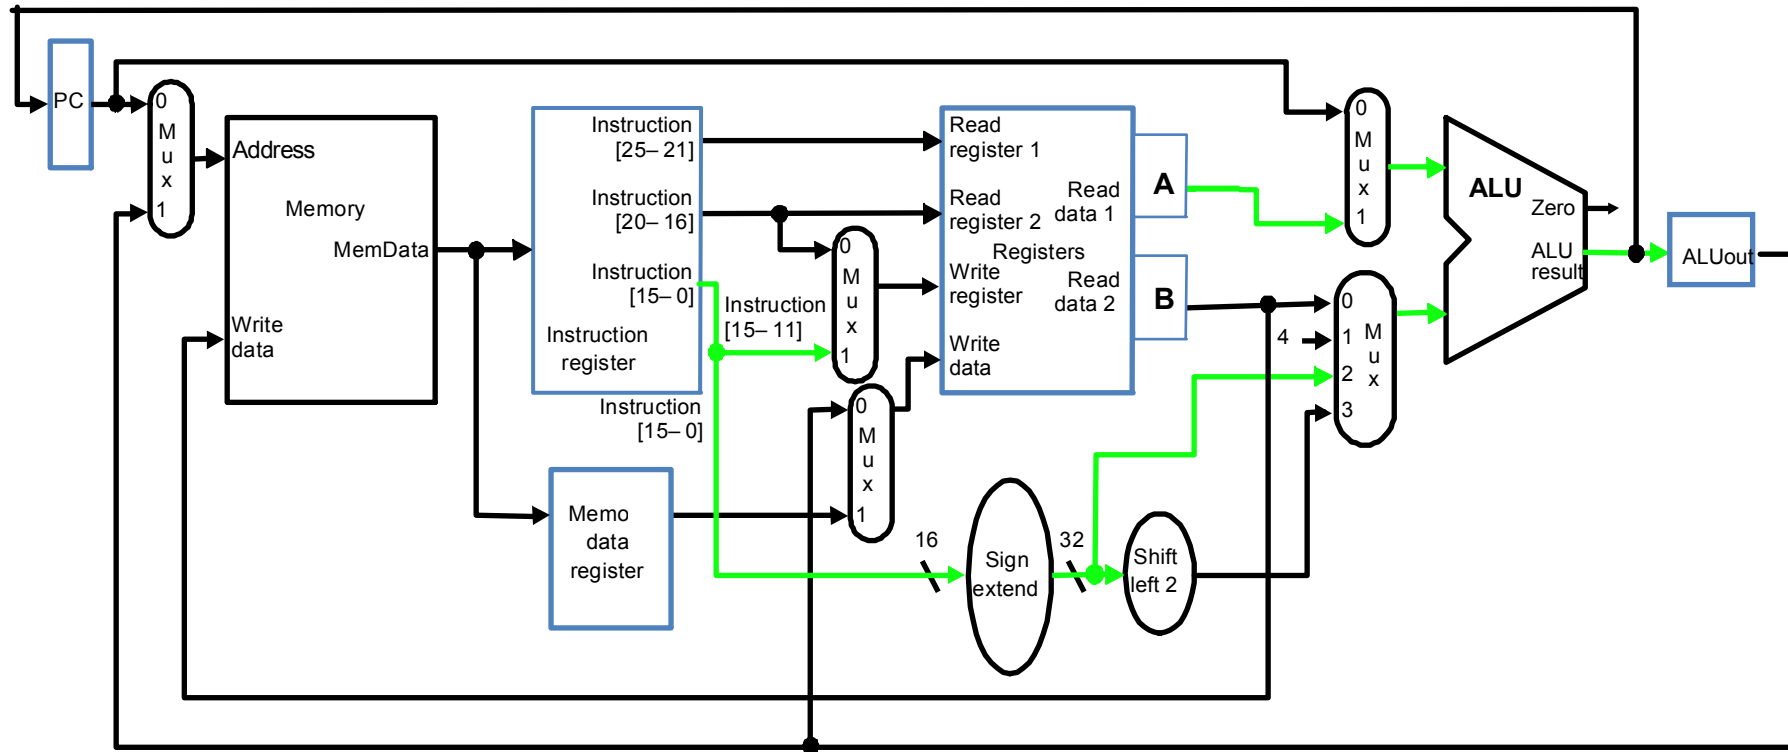 PC
0
M
u
x
1
Address
Memory
MemData
Write
data
Instruction
[25– 21]
Instruction
[20– 16]
Instruction
[15– 0]
Instruction
register
Instruction
[15– 11]
Instruction
[15– 0]
0
M
u
x
1
0
M
u
x
1
Memo
data
register
Read
register 1
Read
register 2
Registers
Write
register
Write
data
Read
data 1
Read
data 2
A
B
16
Sign
extend
32
Shift
left 2
0
M
u
x
1
4
0
1
2
3
M
u
x
ALU
Zero
ALU
result
ALUout